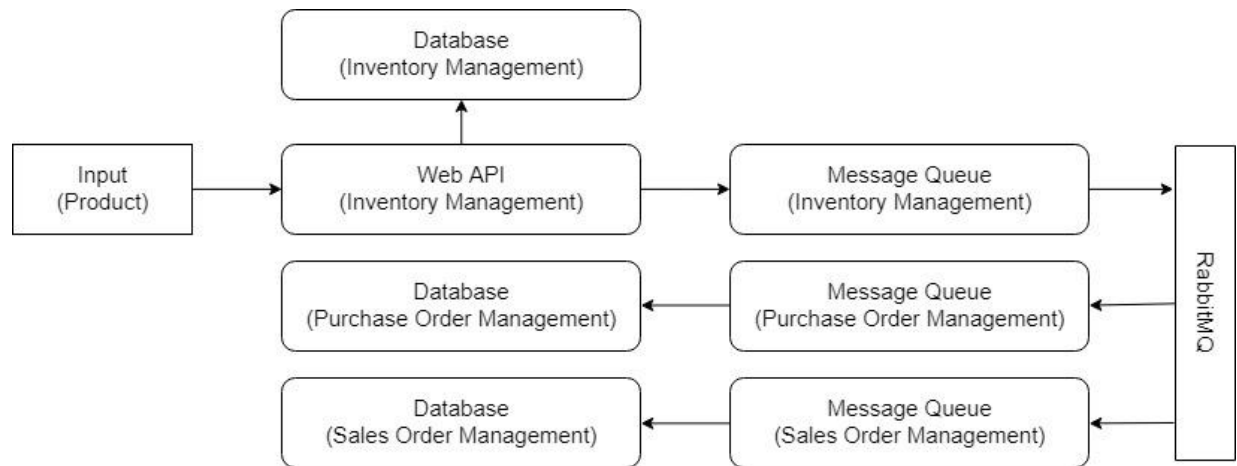 Database
(Inventory Management)
Input
(Product)
Web API
(Inventory Management)
Message Queue
(Inventory Management)
RabbitMQ
Database
(Purchase Order Management)
Message Queue
(Purchase Order Management)
Database
(Sales Order Management)
Message Queue
(Sales Order Management)